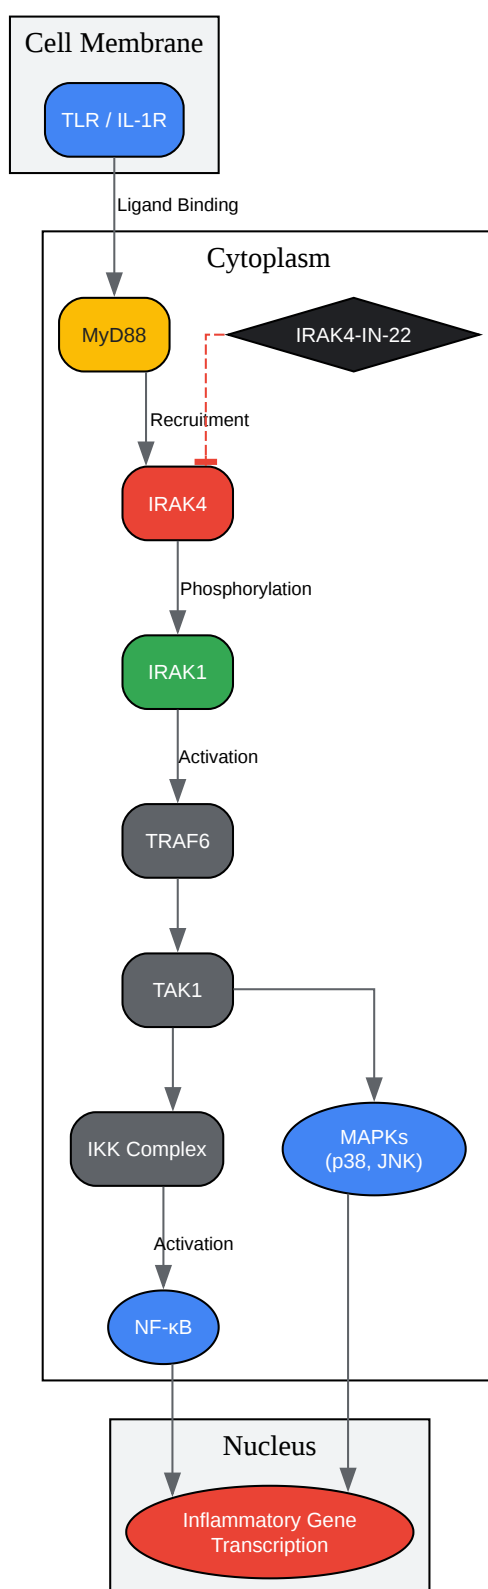 Cell Membrane
TLR / IL-1R
Ligand Binding
Cytoplasm
MyD88
IRAK4-IN-22
Recruitment
IRAK4
Phosphorylation
IRAK1
Activation
TRAF6
TAK1
IKK Complex
MAPKs
(p38, JNK)
Activation
NF-κB
Nucleus
Inflammatory Gene
Transcription